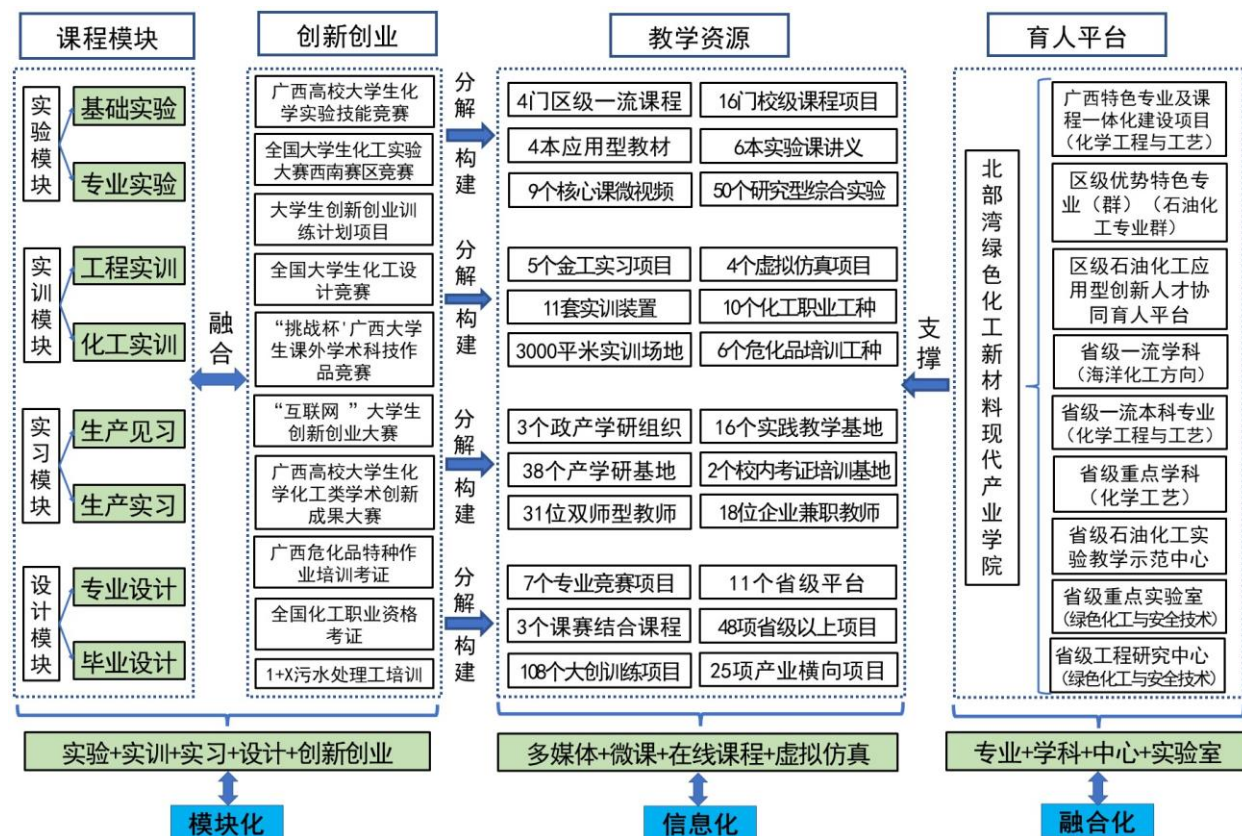 课程模块
创新创业
教学资源
育人平台
实验模块
基础实验
专业实验
实训模块
工程实训
化工实训
实习模块
生产见习
生产实习
设计模块
专业设计
毕业设计
融合
广西高校大学生化
学实验技能竞赛
全国大学生化工实验
大赛西南赛区竞赛
大学生创新创业训
练计划项目
全国大学生化工设
计竞赛
“挑战杯'广西大学
生课外学术科技作
品竞赛
“互联网 ”大学生
创新创业大赛
广西高校大学生化
学化工类学术创新
成果大赛
广西危化品特种作
业培训考证
全国化工职业资格
考证
1+X污水处理工培训
分解
构建
分解
构建
分解
构建
分解
构建
4门区级一流课程
16门校级课程项目
4本应用型教材
6本实验课讲义
9个核心课微视频
50个研究型综合实验
5个金工实习项目
4个虚拟仿真项目
11套实训装置
10个化工职业工种
3000平米实训场地
6个危化品培训工种
3个政产学研组织
16个实践教学基地
38个产学研基地
2个校内考证培训基地
31位双师型教师
18位企业兼职教师
7个专业竞赛项目
11个省级平台
3个课赛结合课程
48项省级以上项目
108个大创训练项目
25项产业横向项目
支撑
北部湾绿色化工新材料现代产业学院
广西特色专业及课
程一体化建设项目
（化学工程与工艺）
区级优势特色专
业（群）（石油化
工专业群）
区级石油化工应
用型创新人才协
同育人平台
省级一流学科
（海洋化工方向）
省级一流本科专业
（化学工程与工艺）
省级重点学科
（化学工艺）
省级石油化工实
验教学示范中心
省级重点实验室
（绿色化工与安全技术）
省级工程研究中心
（绿色化工与安全技术）
实验+实训+实习+设计+创新创业
多媒体+微课+在线课程+虚拟仿真
专业+学科+中心+实验室
模块化
信息化
融合化